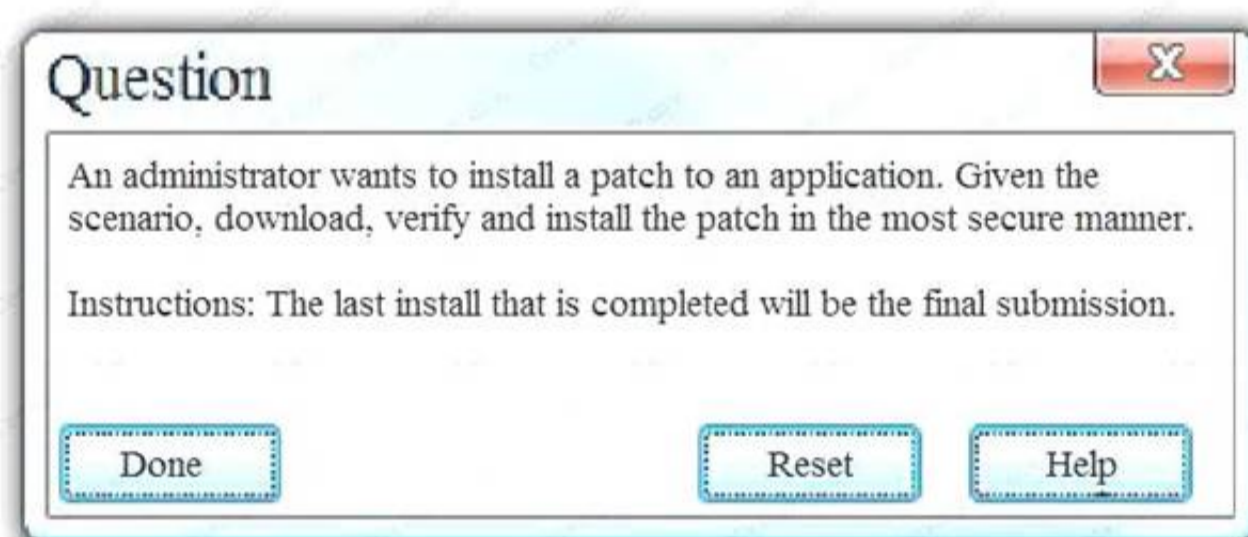 Question
X
An administrator wants to install a patch to an application. Given the
scenario, download, verify and install the patch in the most secure manner.
Instructions: The last install that is completed will be the final submission.
Done
Reset
Help